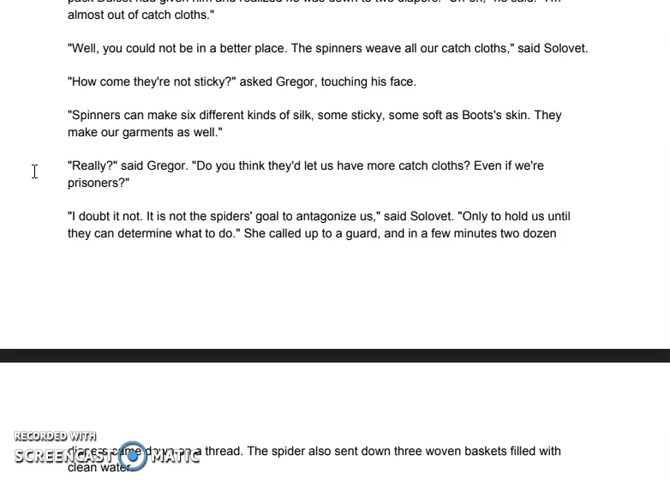 almost out of catch cloths."
"Well, you could not be in a better place. The spinners weave all our catch cloths," said Solovet.
"How come they're not sticky?" asked Gregor, touching his face.
"Spinners can make six different kinds of silk, some sticky, some soft as Boots's skin. They
make our garments as well."
"Really?" said Gregor. "Do you think they'd let us have more catch cloths? Even if we're
prisoners?"
"I doubt it not. It is not the spiders' goal to antagonize us," said Solovet. "Only to hold us until
they can determine what to do." She called up to a guard, and in a few minutes two dozen
RECORDED WITH
diapers came down on a thread. The spider also sent down three woven baskets filled with
SCREENCAST MATIC
clean water.